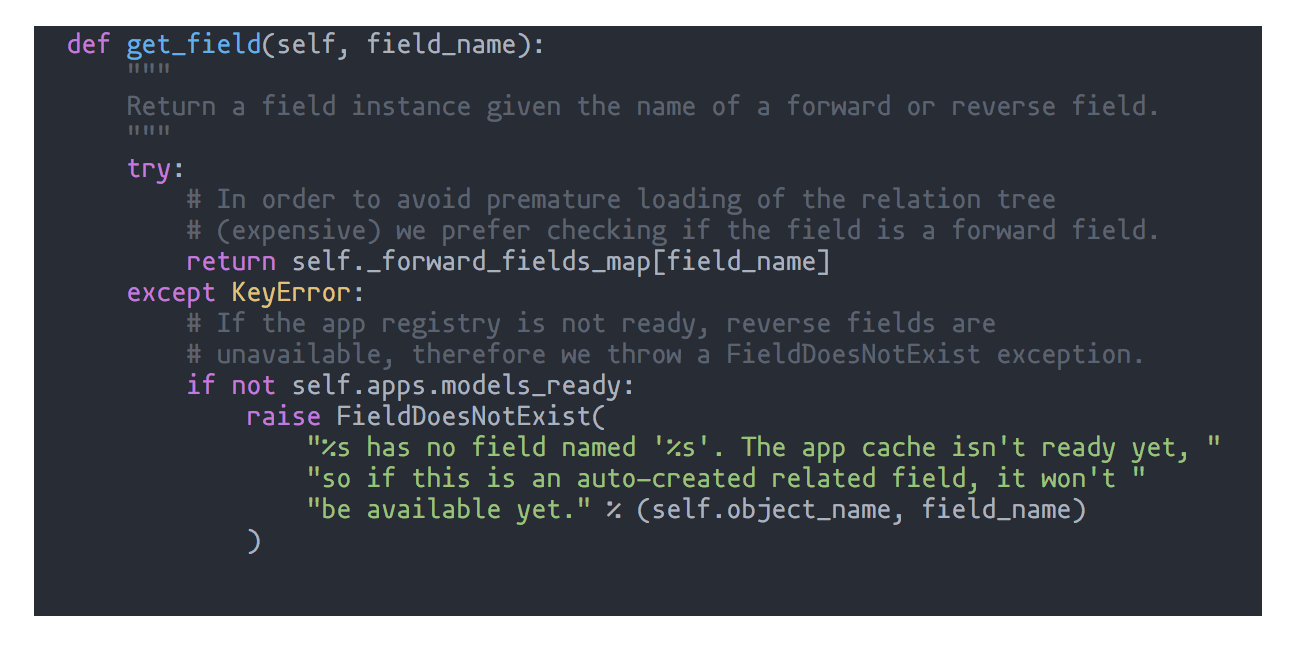 def get_field(self, field_name):
    """
    Return a field instance given the name of a forward or reverse field.
    """
    try:
        # In order to avoid premature loading of the relation tree
        # (expensive) we prefer checking if the field is a forward field.
        return self._forward_fields_map[field_name]
    except KeyError:
        # If the app registry is not ready, reverse fields are
        # unavailable, therefore we throw a FieldDoesNotExist exception.
        if not self.apps.models_ready:
            raise FieldDoesNotExist(
                "%s has no field named '%s'. The app cache isn't ready yet, "
                "so if this is an auto-created related field, it won't "
                "be available yet." % (self.object_name, field_name)
            )